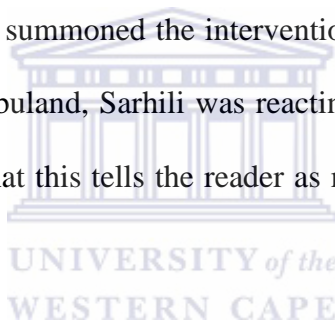 summoned the interventio
puland, Sarhili was reactin
at this tells the reader as r
UNIVERSITY of the
WESTERN CAPE